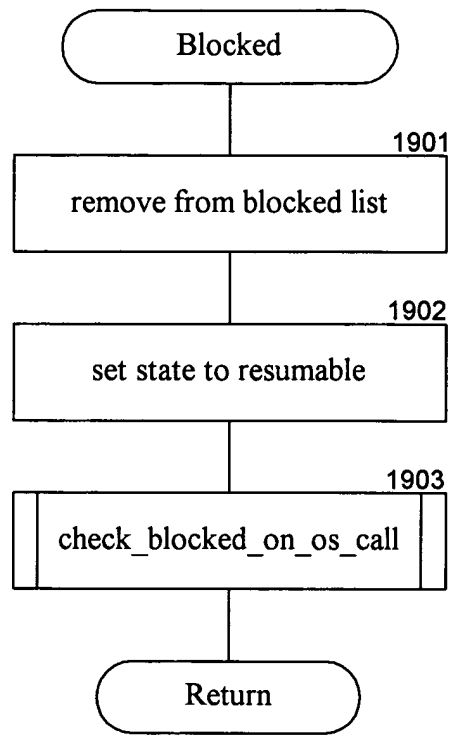 Blocked
1901
remove from blocked list
1902
set state to resumable
1903
check_blocked_on_os_call
Return